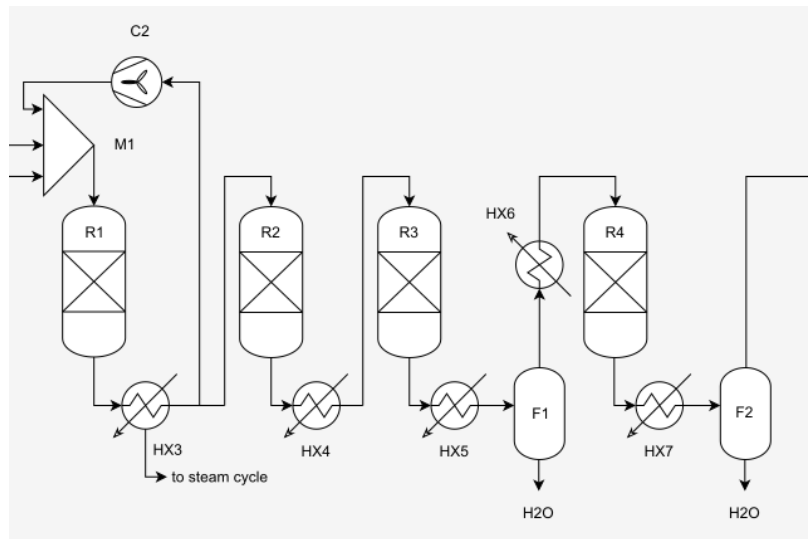 C2
M1
R1
R2
R3
HX6
R4
F1
F2
HX3
HX4
HX5
HX7
to steam cycle
H2O
H2O